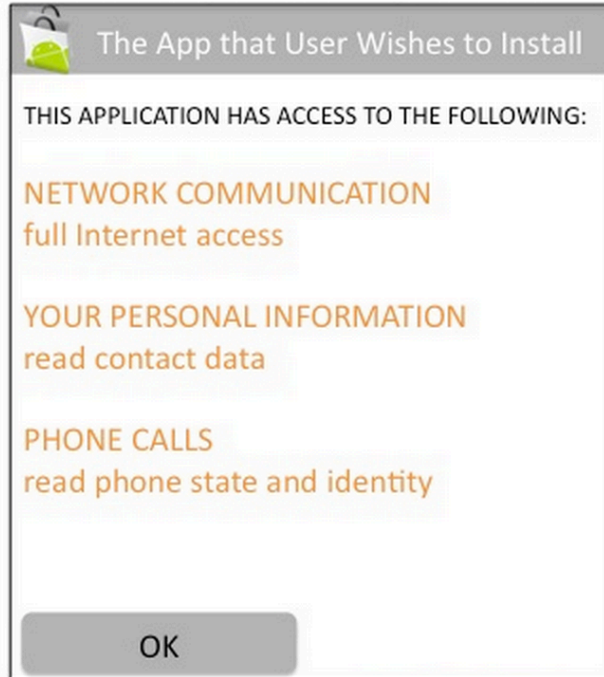 The App that User Wishes to Install
THIS APPLICATION HAS ACCESS TO THE FOLLOWING:
NETWORK COMMUNICATION
full Internet access
YOUR PERSONAL INFORMATION
read contact data
PHONE CALLS
read phone state and identity
OK